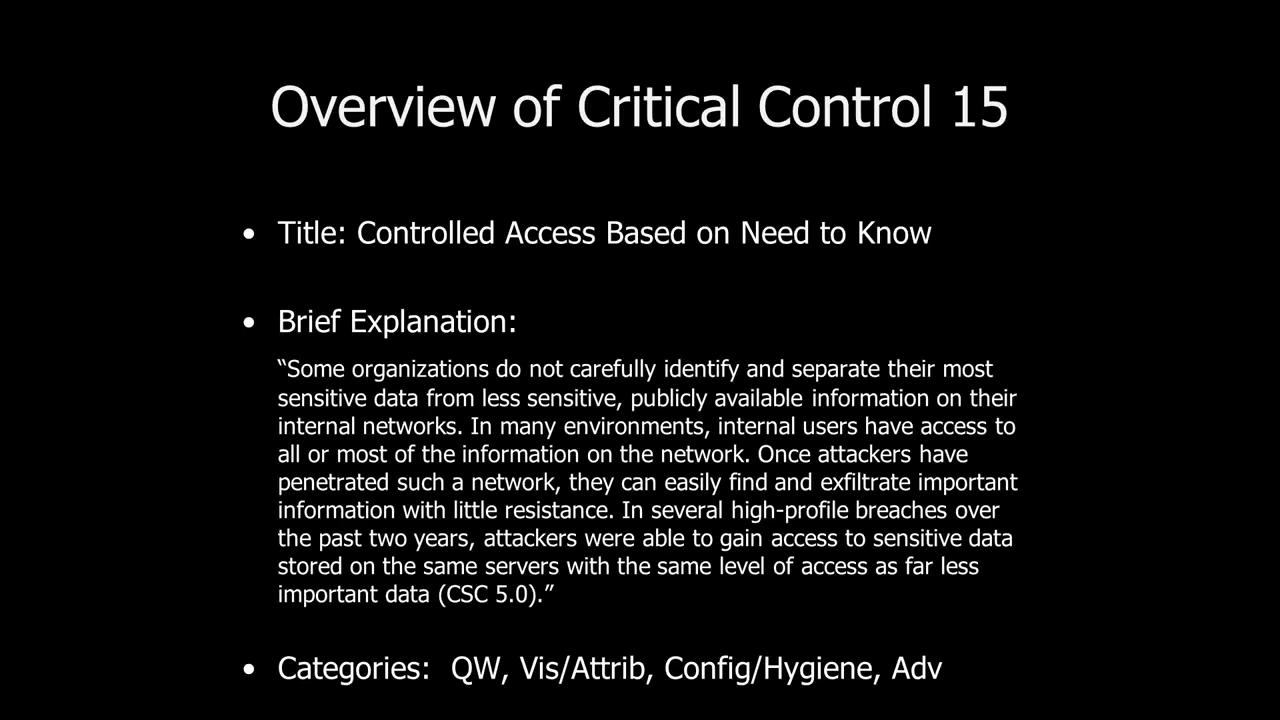 Overview of Critical Control 15
• Title: Controlled Access Based on Need to Know
• Brief Explanation:
“Some organizations do not carefully identify and separate their most
sensitive data from less sensitive, publicly available information on their
internal networks. In many environments, internal users have access to
all or most of the information on the network. Once attackers have
penetrated such a network, they can easily find and exfiltrate important
information with little resistance. In several high-profile breaches over
the past two years, attackers were able to gain access to sensitive data
stored on the same servers with the same level of access as far less
important data (CSC 5.0).”
• Categories:  QW, Vis/Attrib, Config/Hygiene, Adv